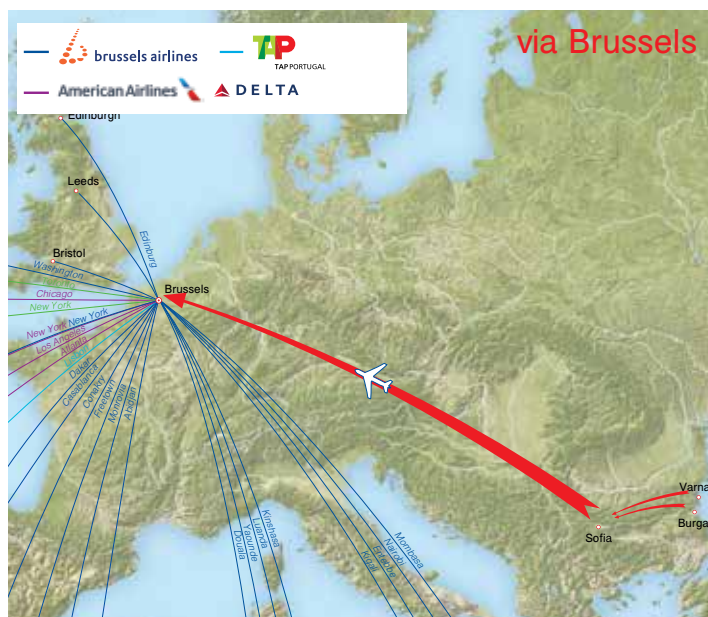 via Brussels
brussels airlines
TAP
TAP PORTUGAL
American Airlines
DELTA
Edinburgh
Leeds
Edinburg
Bristol
Washington
Brussels
Chicago
New York
New York
New York
Los Angeles
Atlanta
Dakar
Casablanca
Conakry
Freetown
Monrovia
Abidjan
Varna
Burga
Sofia
Kinshasa
Luanda
Yaounde
Douala
Mombasa
Nairobi
Entebbe
Kigali